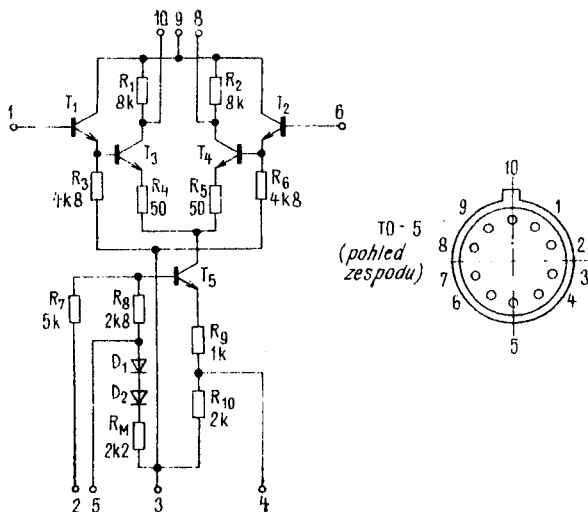 10 9 8
R1
8k
R2
8k
1
T1
T2
6
T3
T4
R3
4k8
R4
50
R5
50
R6
4k8
T5
R7
5k
R8
2k8
R9
1k
D1
D2
R10
2k
RM
2k2
2 5 3 4
10
9 1
TO-5
(pohled
zespodu)
8 2
7 3
6 4
5